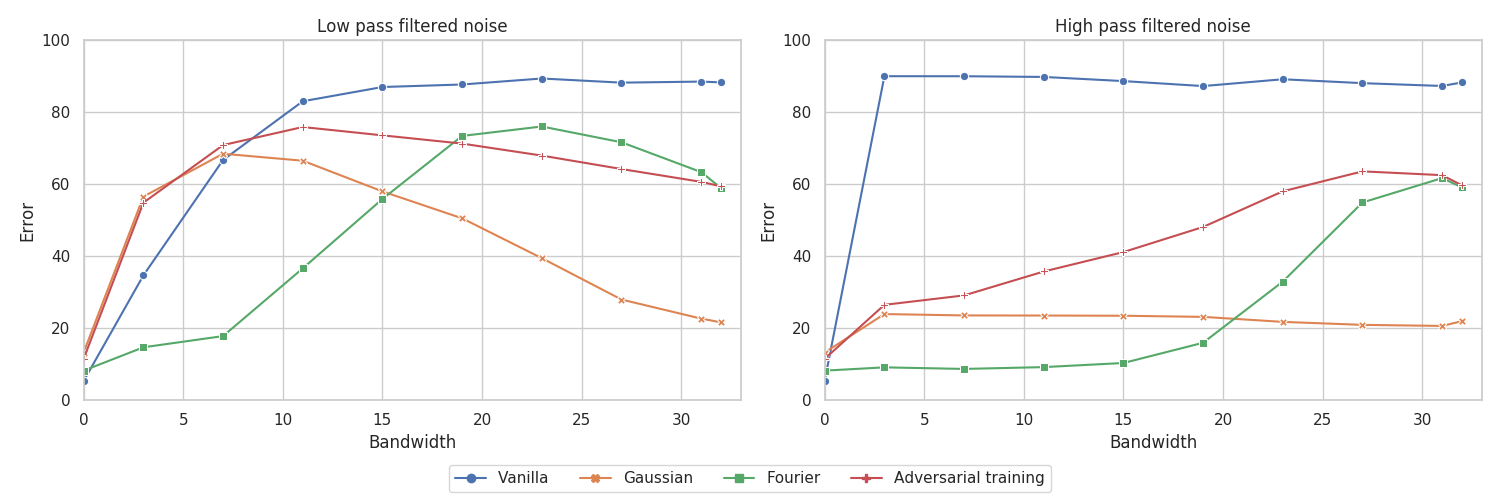 Low pass filtered noise
100
80
60
40
20
0
Error
0 5 10 15 20 25 30
Bandwidth
High pass filtered noise
100
80
60
40
20
0
Error
0 5 10 15 20 25 30
Bandwidth
Vanilla Gaussian Fourier Adversarial training